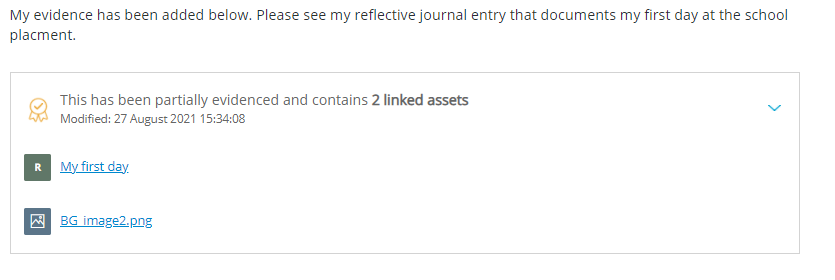 My evidence has been added below. Please see my reflective journal entry that documents my first day at the school
placment.
This has been partially evidenced and contains 2 linked assets
Modified: 27 August 2021 15:34:08
R My first day
BG image2.png